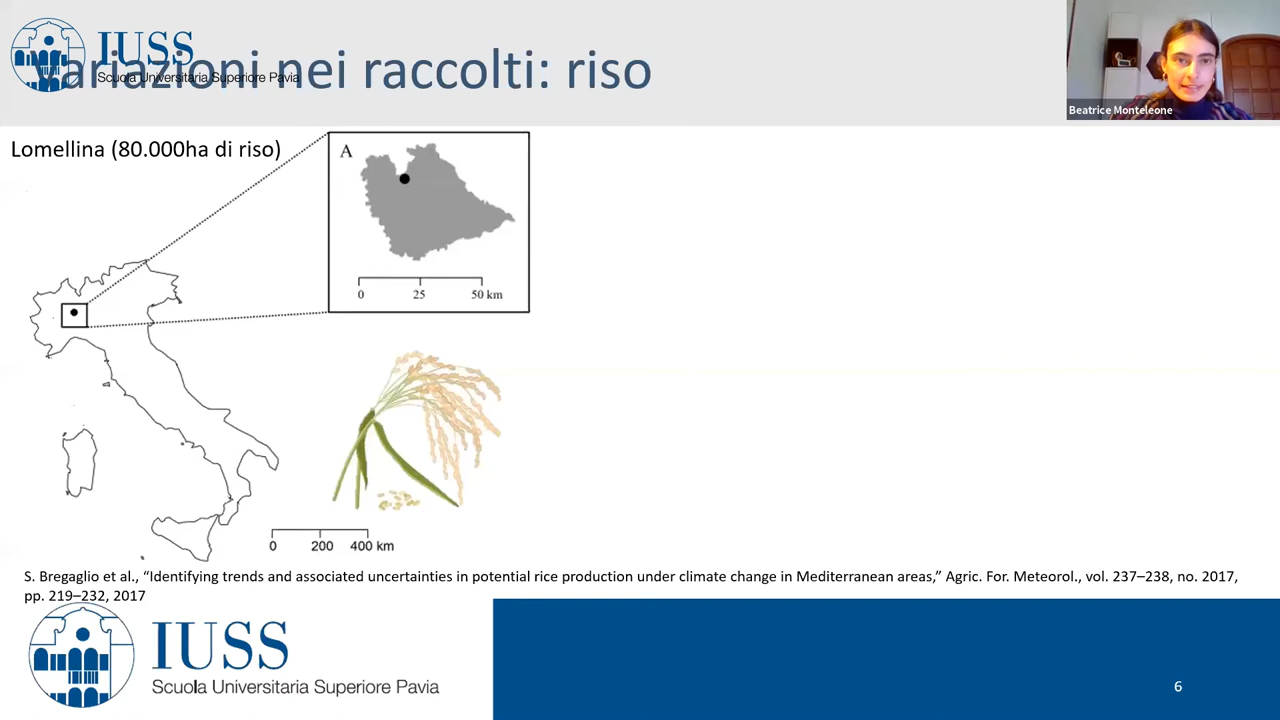 IUSS
Scuola Universitaria Superiore Pavia
Variazioni nei raccolti: riso
Beatrice Monteleone
Lomellina (80.000ha di riso)
A
0 25 50 km
0 200 400 km
S. Bregaglio et al., “Identifying trends and associated uncertainties in potential rice production under climate change in Mediterranean areas,” Agric. For. Meteorol., vol. 237–238, no. 2017,
pp. 219–232, 2017
IUSS
Scuola Universitaria Superiore Pavia
6